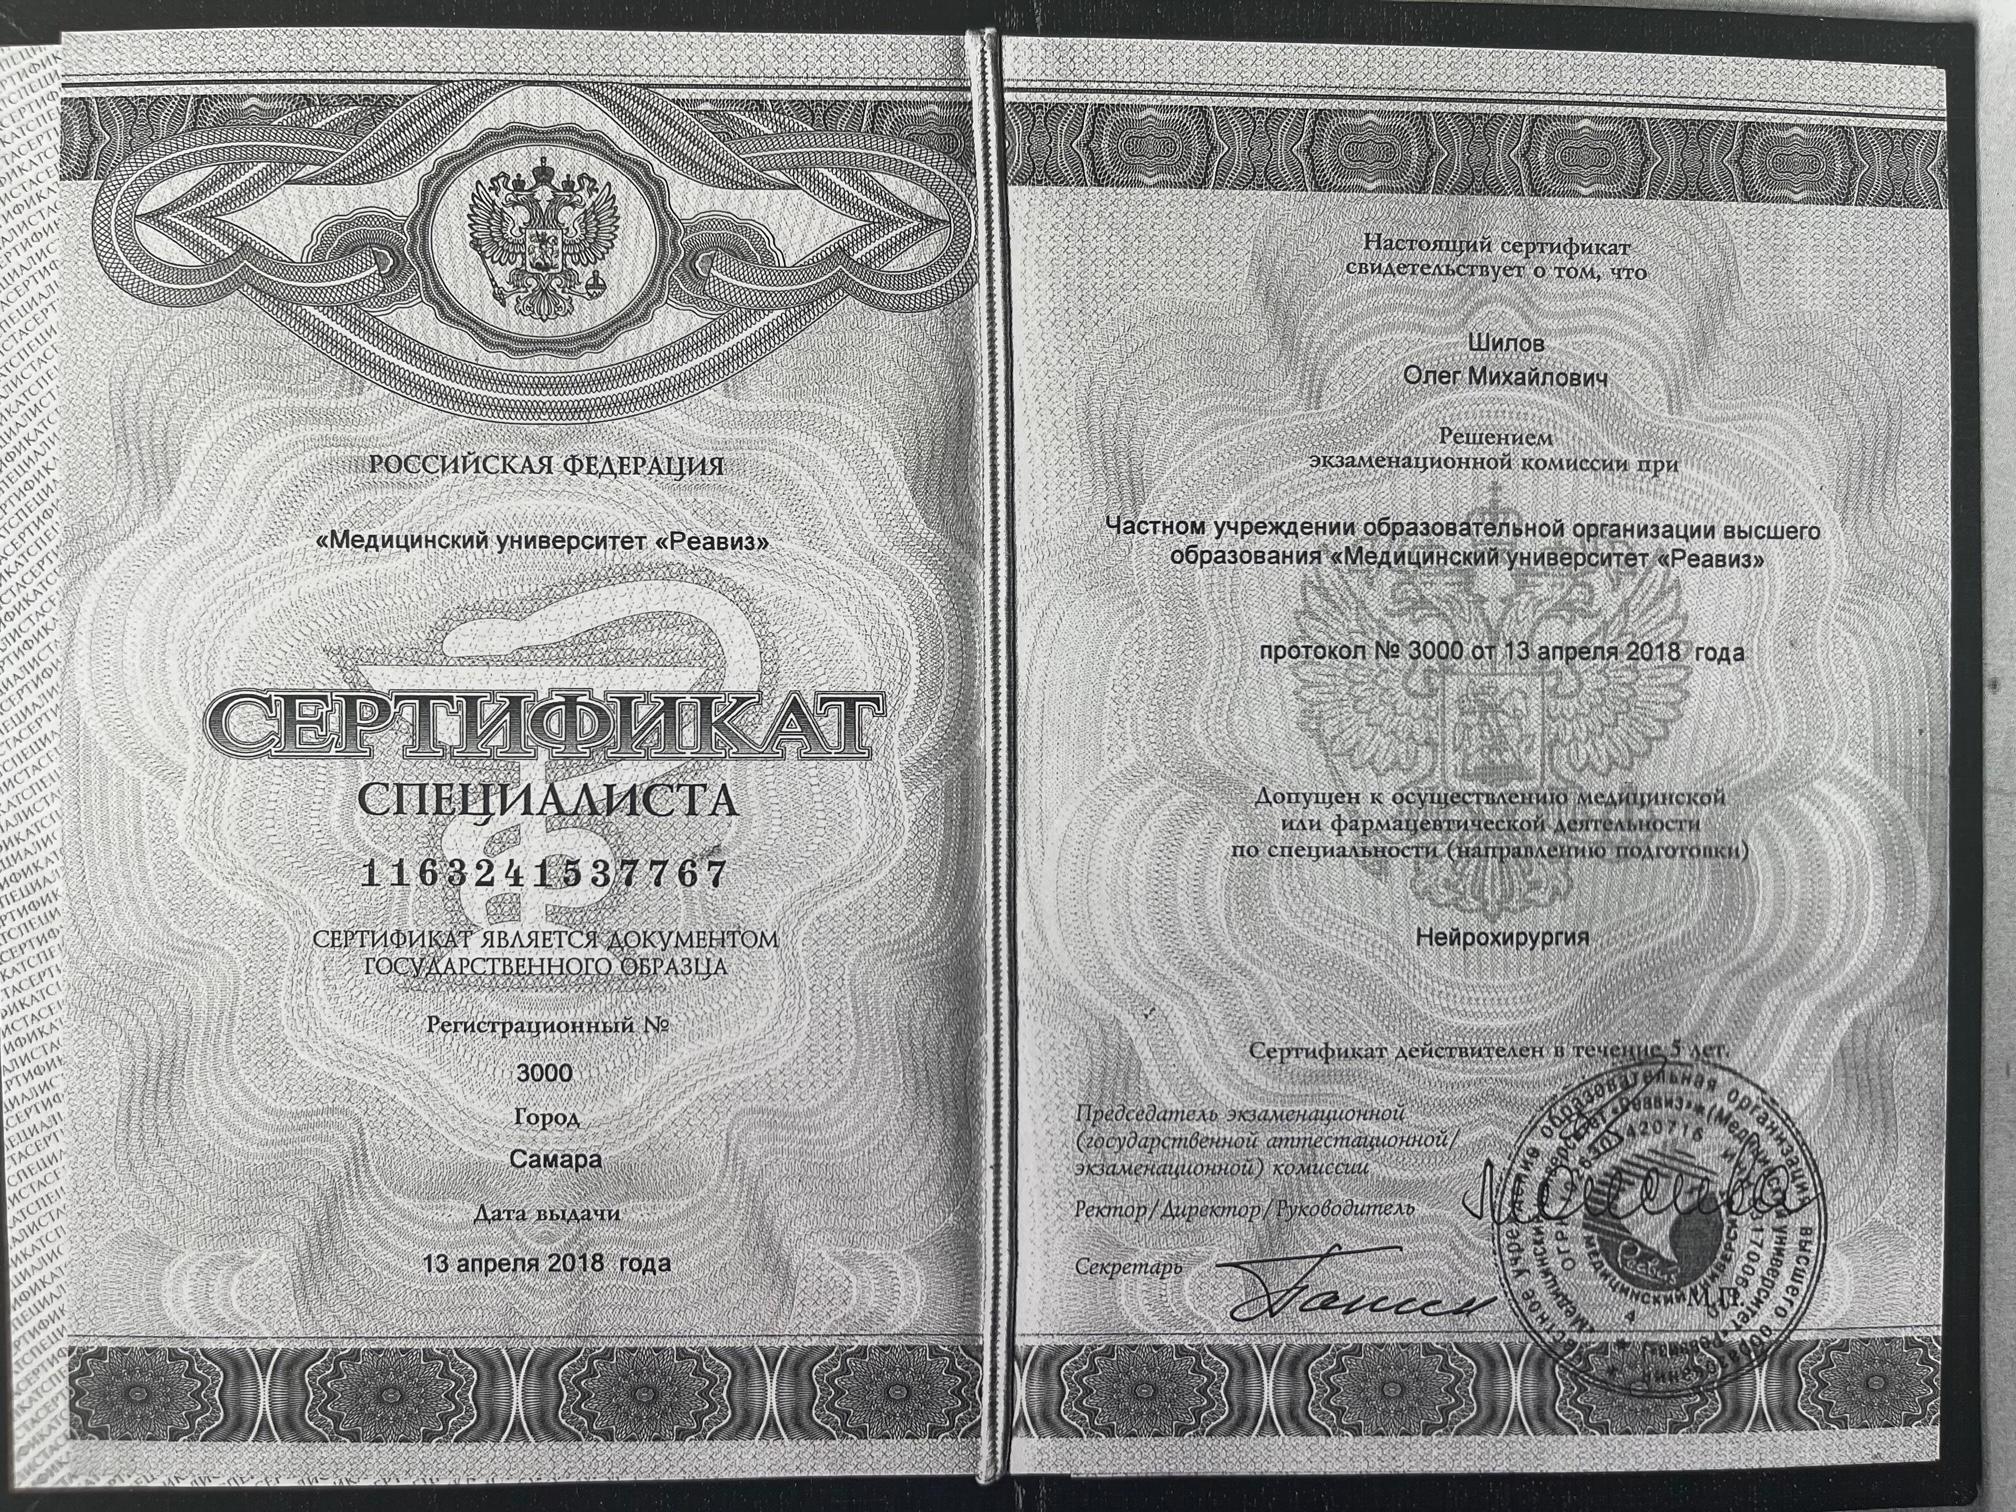 РОССИЙСКАЯ ФЕДЕРАЦИЯ
«Медицинский университет «Реавиз»
СЕРТИФИКАТ
СПЕЦИАЛИСТА
1163241537767
СЕРТИФИКАТ ЯВЛЯЕТСЯ ДОКУМЕНТОМ
ГОСУДАРСТВЕННОГО ОБРАЗЦА
Регистрационный №
3000
Город
Самара
Дата выдачи
13 апреля 2018 года
Настоящий сертификат
свидетельствует о том, что
Шилов
Олег Михайлович
Решением
экзаменационной комиссии при
Частном учреждении образовательной организации высшего
образования «Медицинский университет «Реавиз»
протокол № 3000 от 13 апреля 2018 года
Допущен к осуществлению медицинской
или фармацевтической деятельности
по специальности (направлению подготовки)
Нейрохирургия
Сертификат действителен в течение 5 лет.
Председатель экзаменационной
(государственной аттестационной/
экзаменационной) комиссии
Ректор/Директор/Руководитель
Секретарь
М.П.